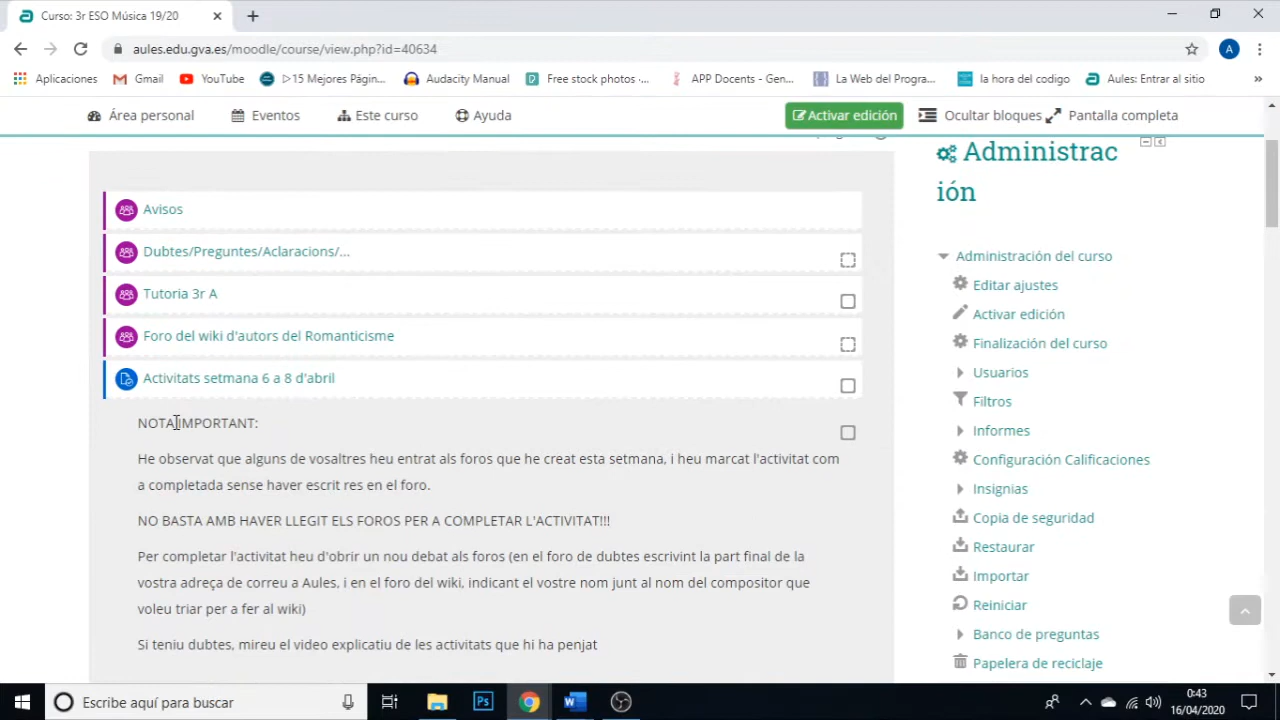 Curso: 3r ESO Música 19/20
aules.edu.gva.es/moodle/course/view.php?id=40634
A
Aplicaciones Gmail YouTube ▷15 Mejores Págin... Audacity Manual Free stock photos ·... APP Docents - Gen... La Web del Progra... la hora del codigo Aules: Entrar al sitio »
Área personal Eventos Este curso Ayuda Activar edición Ocultar bloques Pantalla completa
Avisos
Dubtes/Preguntes/Aclaracions/...
Tutoria 3r A
Foro del wiki d'autors del Romanticisme
Activitats setmana 6 a 8 d'abril
NOTA IMPORTANT:
He observat que alguns de vosaltres heu entrat als foros que he creat esta setmana, i heu marcat l'activitat com
a completada sense haver escrit res en el foro.
NO BASTA AMB HAVER LLEGIT ELS FOROS PER A COMPLETAR L'ACTIVITAT!!!
Per completar l'activitat heu d'obrir un nou debat als foros (en el foro de dubtes escrivint la part final de la
vostra adreça de correu a Aules, i en el foro del wiki, indicant el vostre nom junt al nom del compositor que
voleu triar per a fer al wiki)
Si teniu dubtes, mireu el video explicatiu de les activitats que hi ha penjat
Administrac
ión
Administración del curso
Editar ajustes
Activar edición
Finalización del curso
Usuarios
Filtros
Informes
Configuración Calificaciones
Insignias
Copia de seguridad
Restaurar
Importar
Reiniciar
Banco de preguntas
Papelera de reciclaje
Escribe aquí para buscar
0:43
16/04/2020